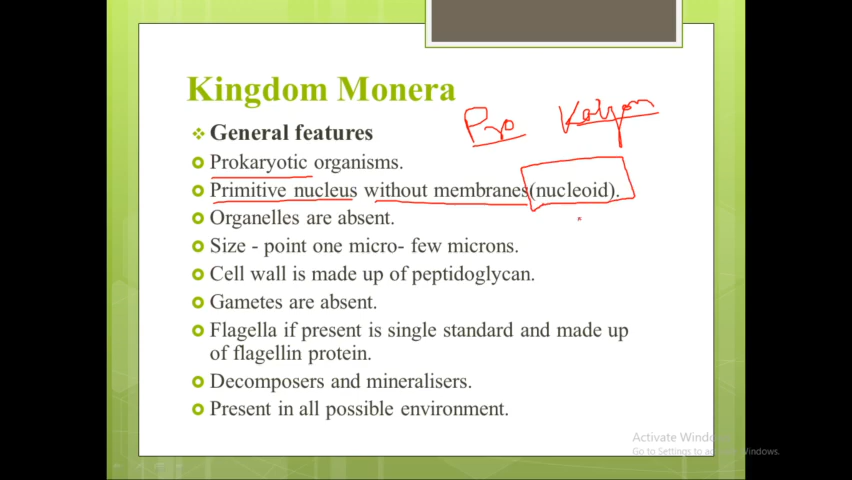 Kingdom Monera
Pro Kalyon
❖ General features
Prokaryotic organisms.
Primitive nucleus without membranes(nucleoid).
Organelles are absent.
Size - point one micro- few microns.
Cell wall is made up of peptidoglycan.
Gametes are absent.
Flagella if present is single standard and made up
of flagellin protein.
Decomposers and mineralisers.
Present in all possible environment.
Activate Windows
Go to Settings to activate Windows.